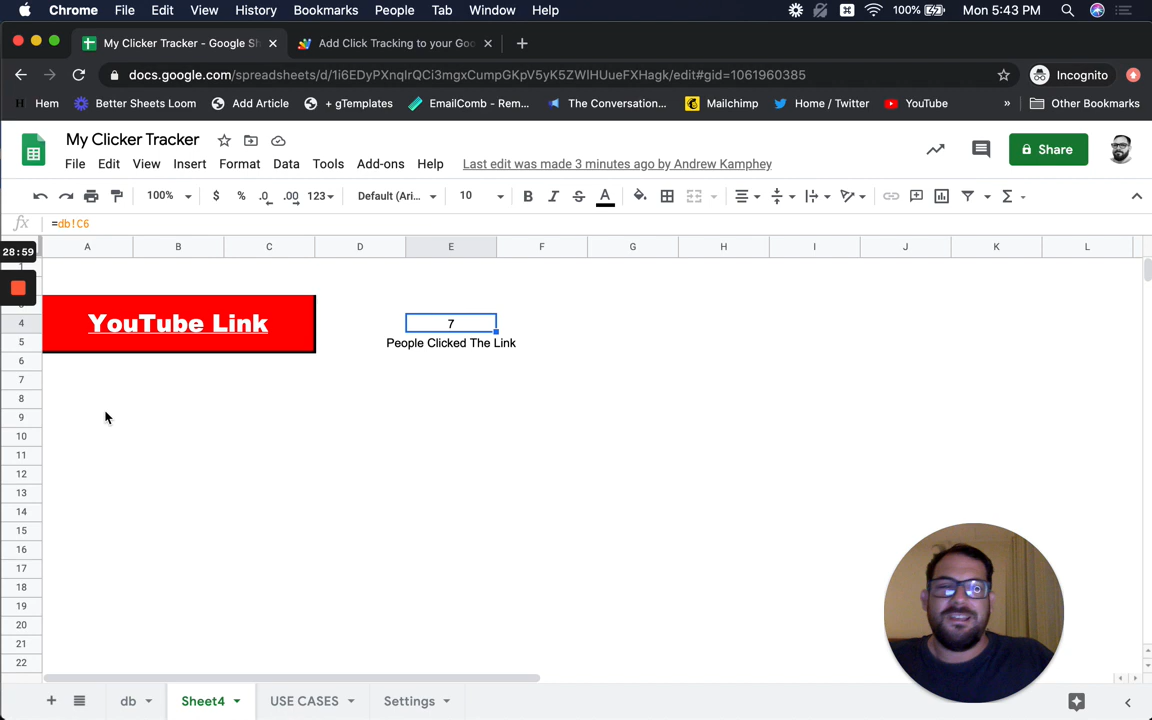 Chrome File Edit View History Bookmarks People Tab Window Help 100% Mon 5:43 PM
My Clicker Tracker - Google Sh Add Click Tracking to your Goo
docs.google.com/spreadsheets/d/1i6EDyPXnqIrQCi3mgxCumpGKpV5yK5ZWlHUueFXHagk/edit#gid=1061960385 Incognito
Hem Better Sheets Loom Add Article + gTemplates EmailComb - Rem... The Conversation... Mailchimp Home / Twitter YouTube » Other Bookmarks
My Clicker Tracker
File Edit View Insert Format Data Tools Add-ons Help Last edit was made 3 minutes ago by Andrew Kamphey Share
100% $ % .0 .00 123 Default (Ari... 10 B I S A
fx =db!C6
28:59
A B C D E F G H I J K L
1
4 YouTube Link 7
5 People Clicked The Link
6
7
8
9
10
11
12
13
14
15
16
17
18
19
20
21
22
db Sheet4 USE CASES Settings